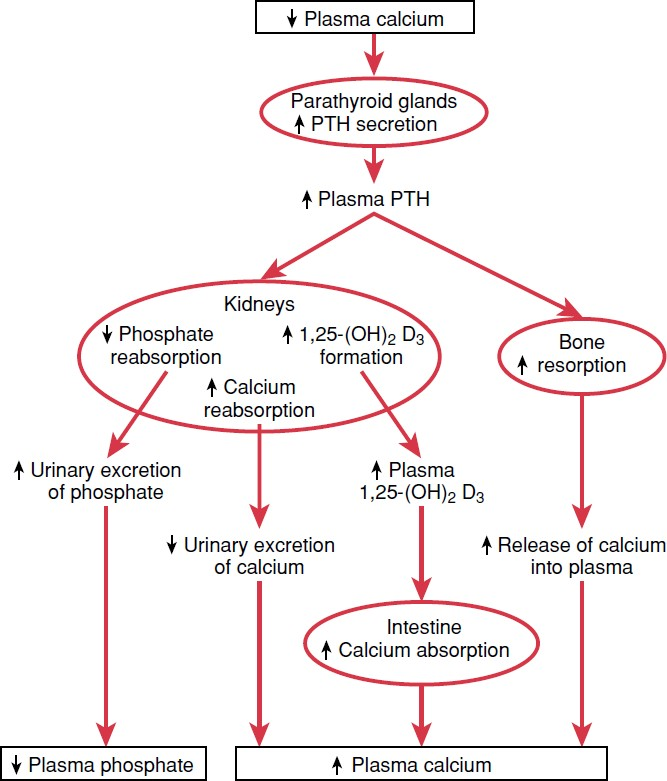 ↓ Plasma calcium
Parathyroid glands
↑ PTH secretion
↑ Plasma PTH
Kidneys
↓ Phosphate
reabsorption
↑ 1,25-(OH)₂ D₃
formation
↑ Calcium
reabsorption
Bone
↑ resorption
↑ Urinary excretion
of phosphate
↑ Plasma
1,25-(OH)₂ D₃
↓ Urinary excretion
of calcium
↑ Release of calcium
into plasma
Intestine
↑ Calcium absorption
↓ Plasma phosphate
↑ Plasma calcium